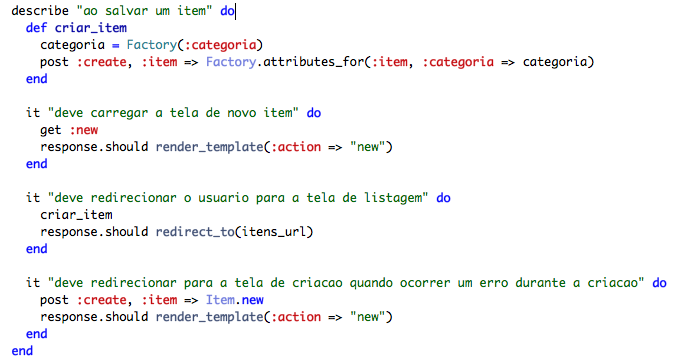 describe "ao salvar um item" do
  def criar_item
    categoria = Factory(:categoria)
    post :create, :item => Factory.attributes_for(:item, :categoria => categoria)
  end

  it "deve carregar a tela de novo item" do
    get :new
    response.should render_template(:action => "new")
  end

  it "deve redirecionar o usuario para a tela de listagem" do
    criar_item
    response.should redirect_to(itens_url)
  end

  it "deve redirecionar para a tela de criacao quando ocorrer um erro durante a criacao" do
    post :create, :item => Item.new
    response.should render_template(:action => "new")
  end
end